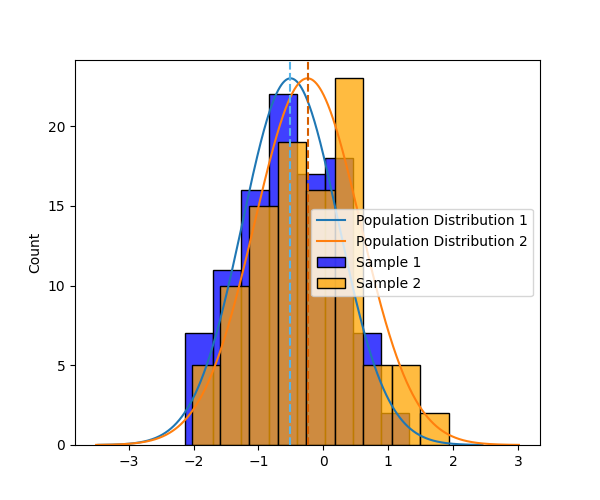 Count
20
15
10
5
0
−3
−2
−1
0
1
2
3
Population Distribution 1
Population Distribution 2
Sample 1
Sample 2